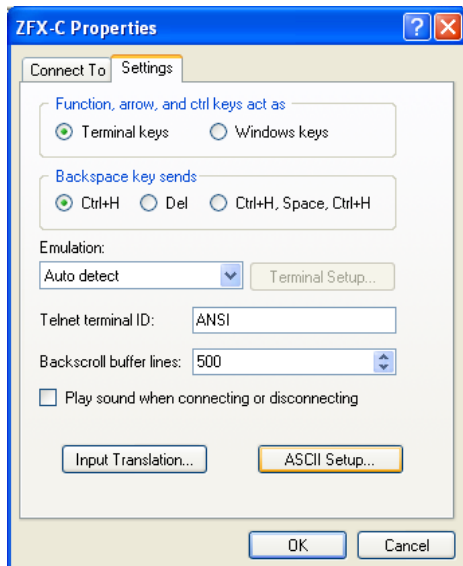 ZFX-C Properties
Connect To Settings
Function, arrow, and ctrl keys act as
Terminal keys Windows keys
Backspace key sends
Ctrl+H Del Ctrl+H, Space, Ctrl+H
Emulation:
Auto detect Terminal Setup...
Telnet terminal ID: ANSI
Backscroll buffer lines: 500
Play sound when connecting or disconnecting
Input Translation... ASCII Setup...
OK Cancel